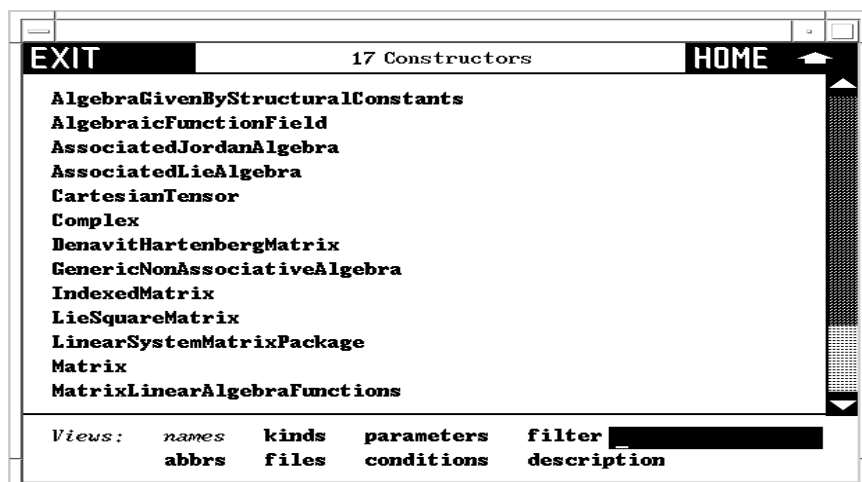 EXIT 17 Constructors HOME
AlgebraGivenByStructuralConstants
AlgebraicFunctionField
AssociatedJordanAlgebra
AssociatedLieAlgebra
CartesianTensor
Complex
DenavitHartenbergMatrix
GenericNonAssociativeAlgebra
IndexedMatrix
LieSquareMatrix
LinearSystemMatrixPackage
Matrix
MatrixLinearAlgebraFunctions
Views: names kinds parameters filter
abbrs files conditions description